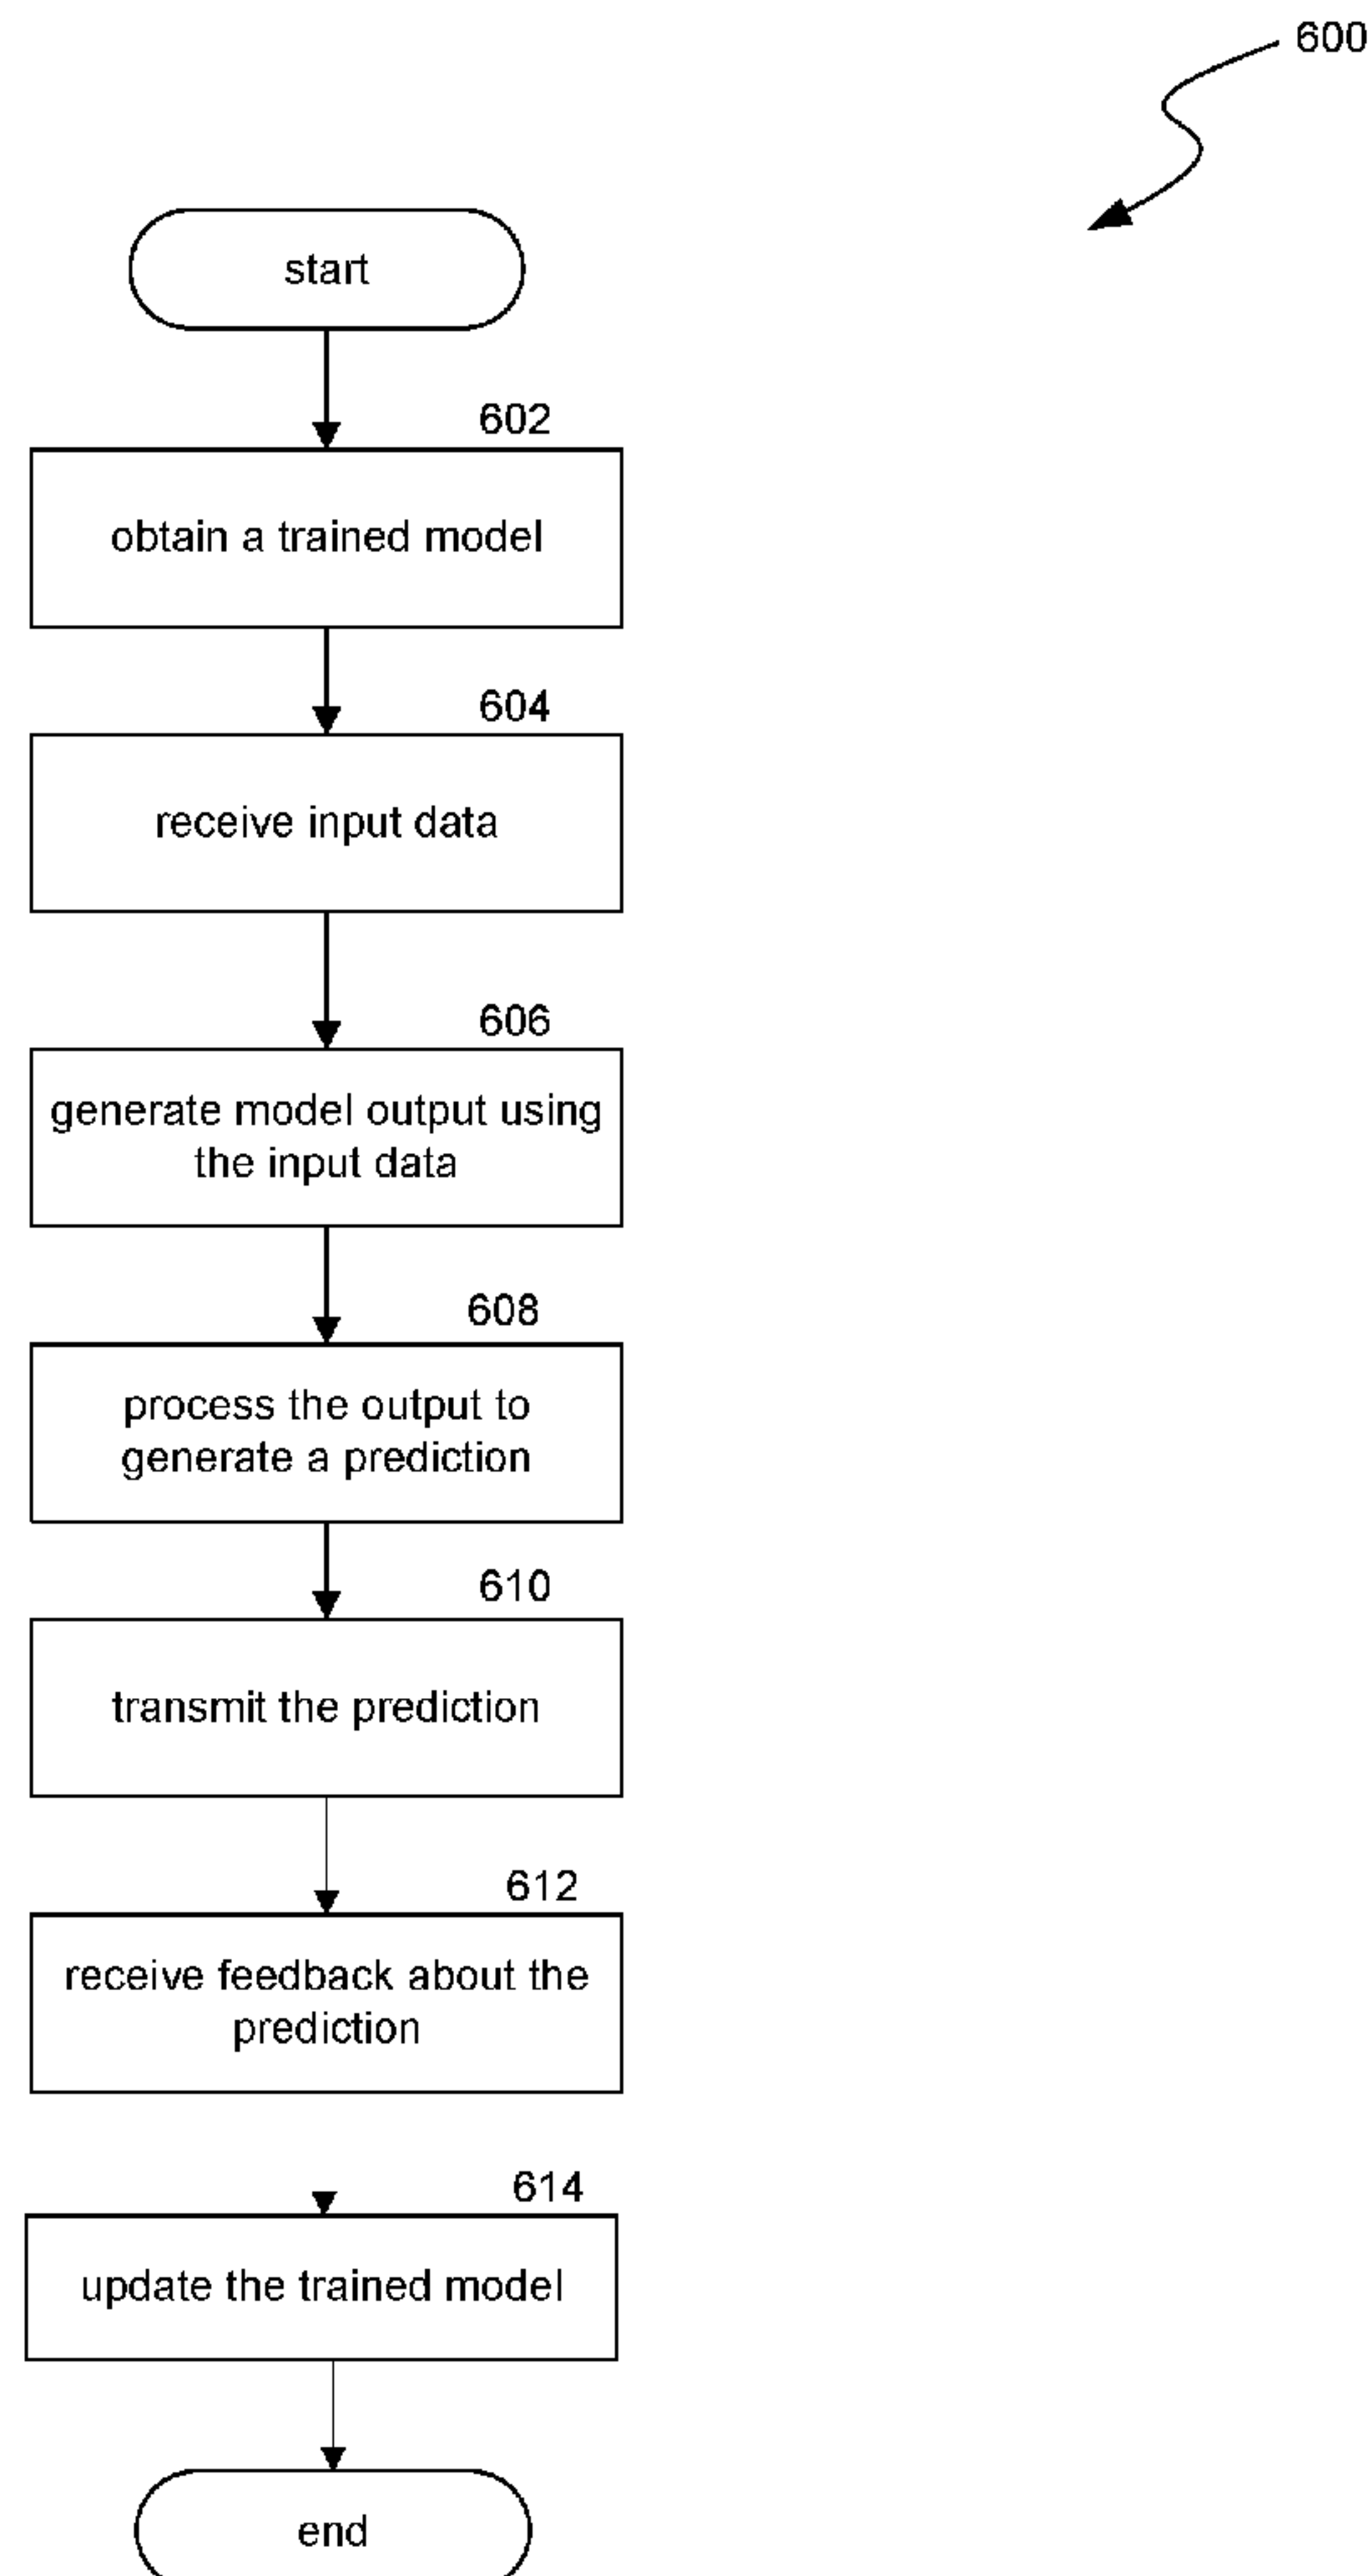 600
start
602
obtain a trained model
604
receive input data
606
generate model output using
the input data
608
process the output to
generate a prediction
610
transmit the prediction
612
receive feedback about the
prediction
614
update the trained model
end